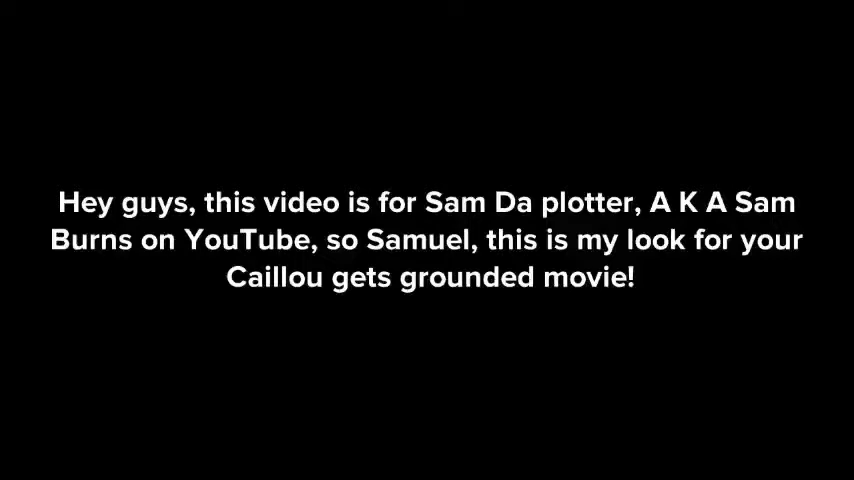 Hey guys, this video is for Sam Da plotter, A K A Sam
Burns on YouTube, so Samuel, this is my look for your
Caillou gets grounded movie!